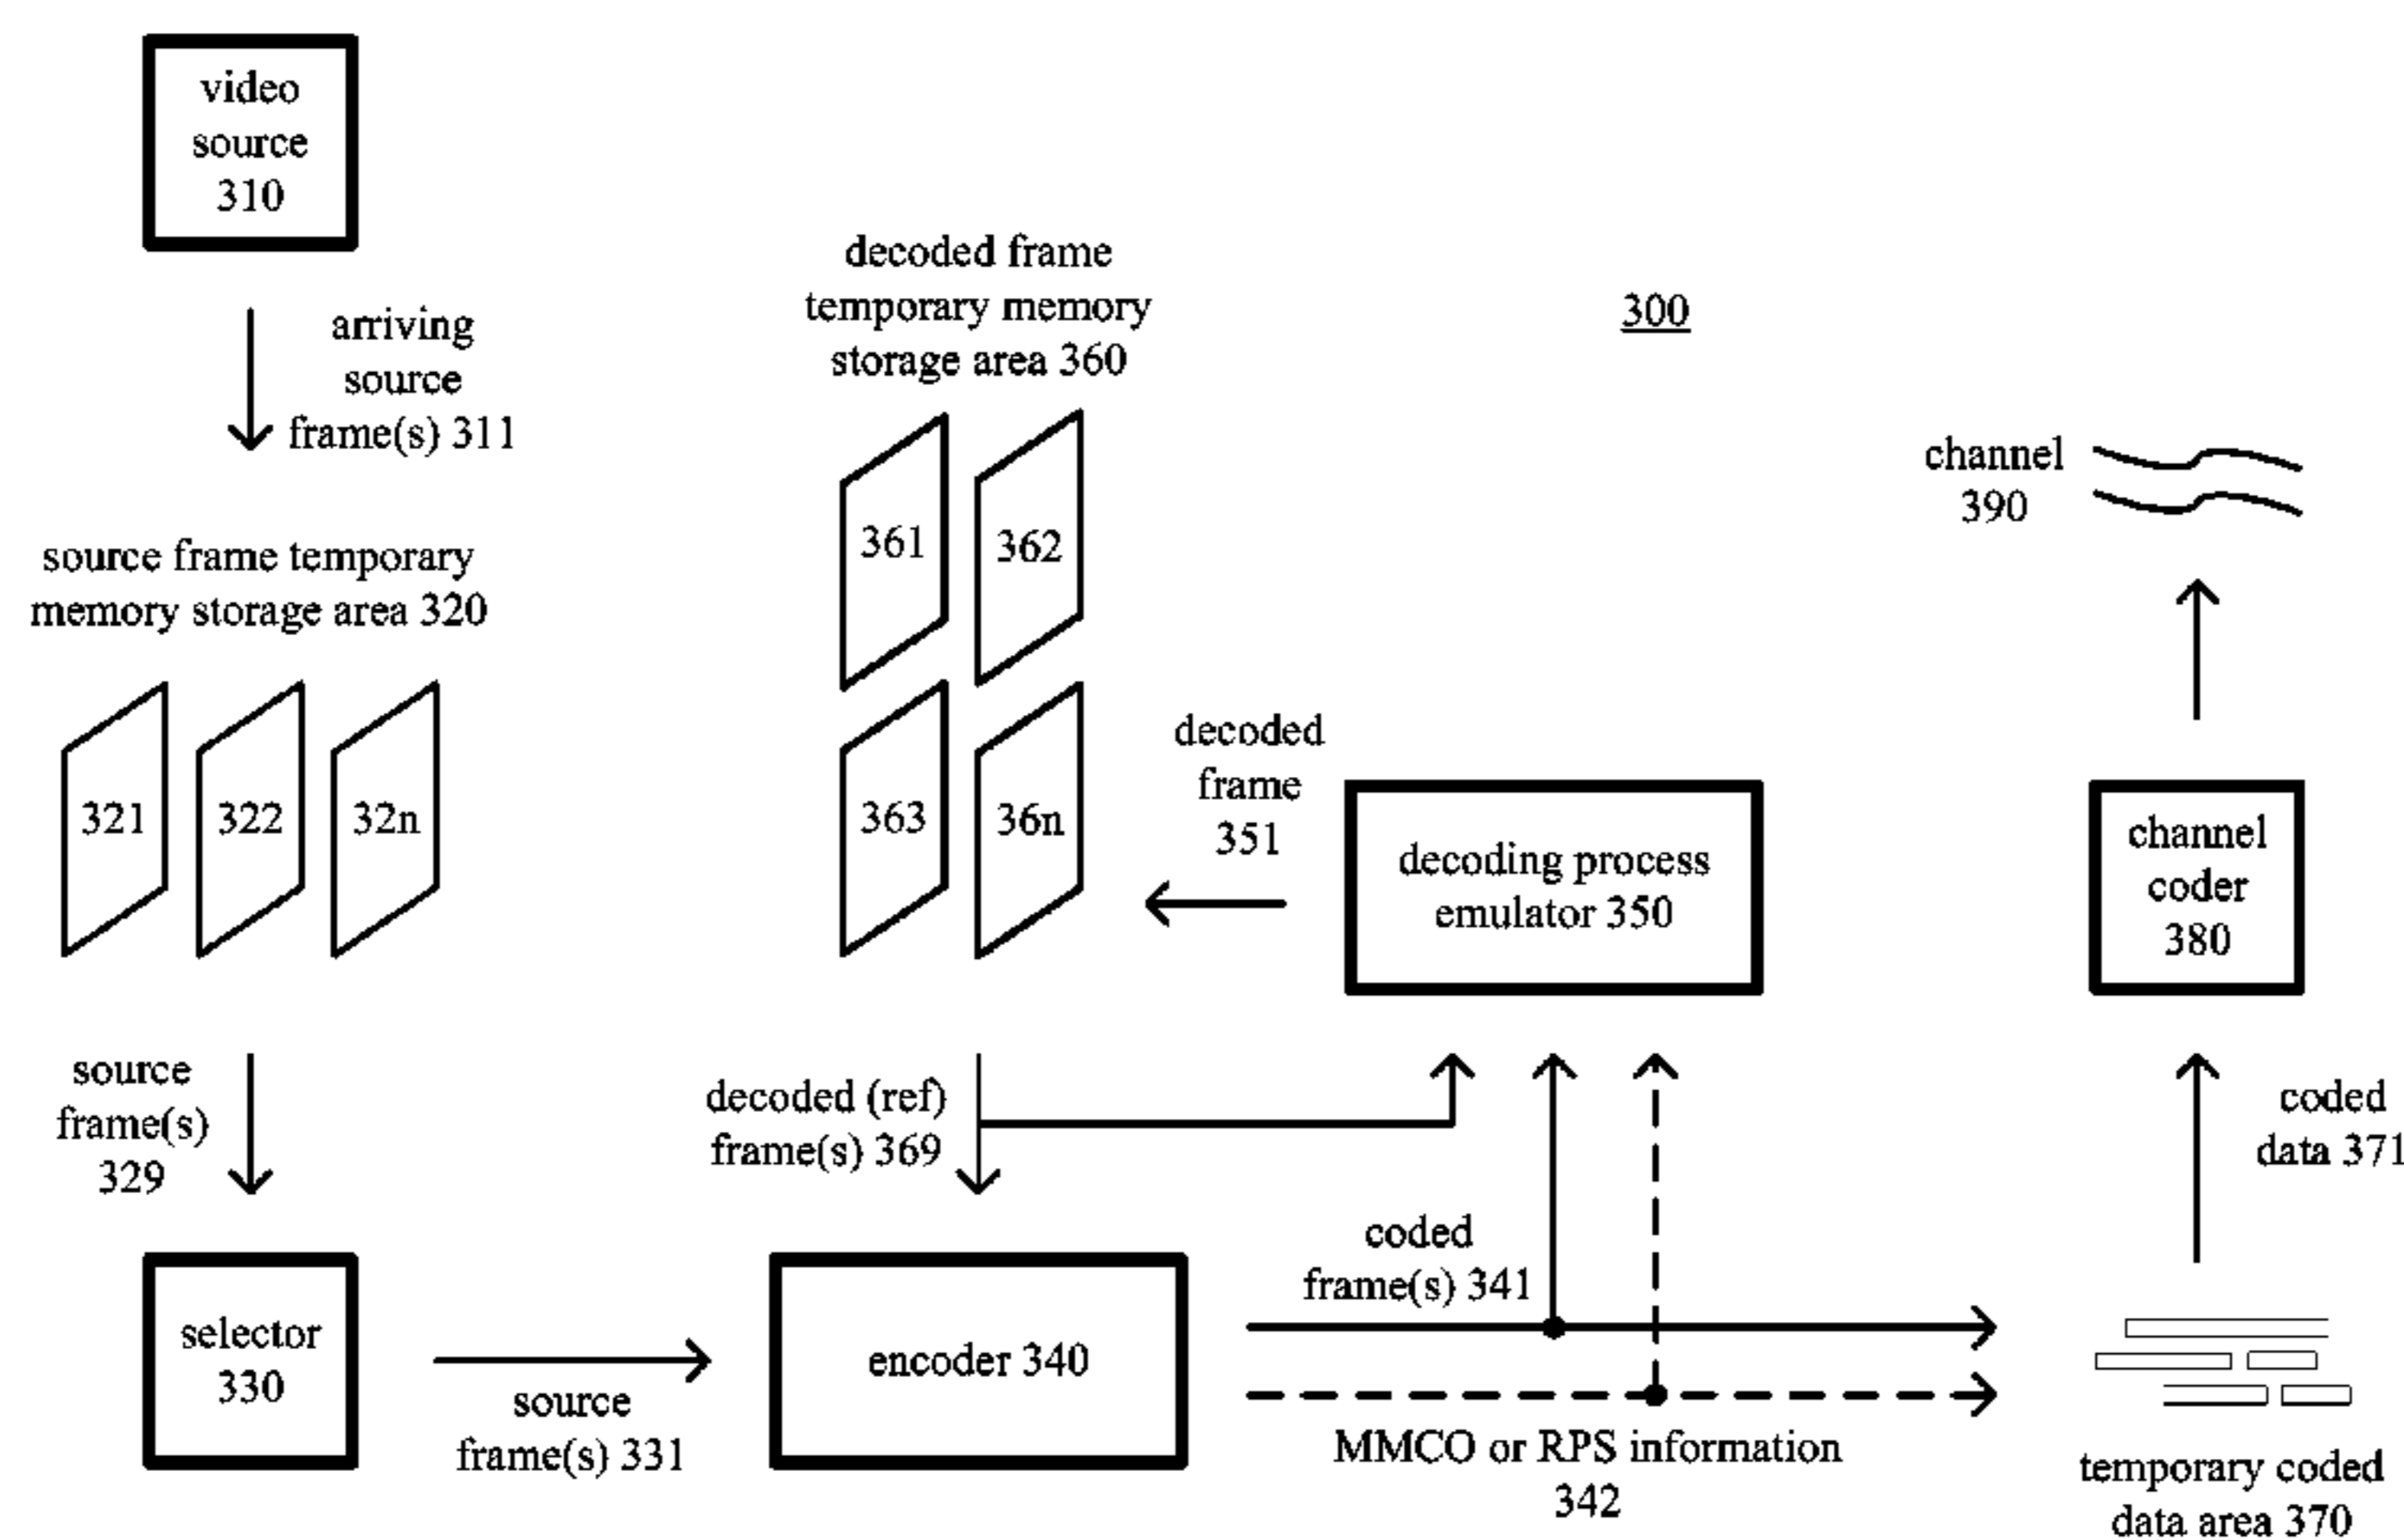 video
source
310
arriving
source
frame(s) 311
source frame temporary
memory storage area 320
321
322
32n
source
frame(s)
329
selector
330
source
frame(s) 331
decoded frame
temporary memory
storage area 360
361
362
363
36n
decoded
frame
351
decoding process
emulator 350
decoded (ref)
frame(s) 369
encoder 340
coded
frame(s) 341
MMCO or RPS information
342
300
channel
390
channel
coder
380
coded
data 371
temporary coded
data area 370